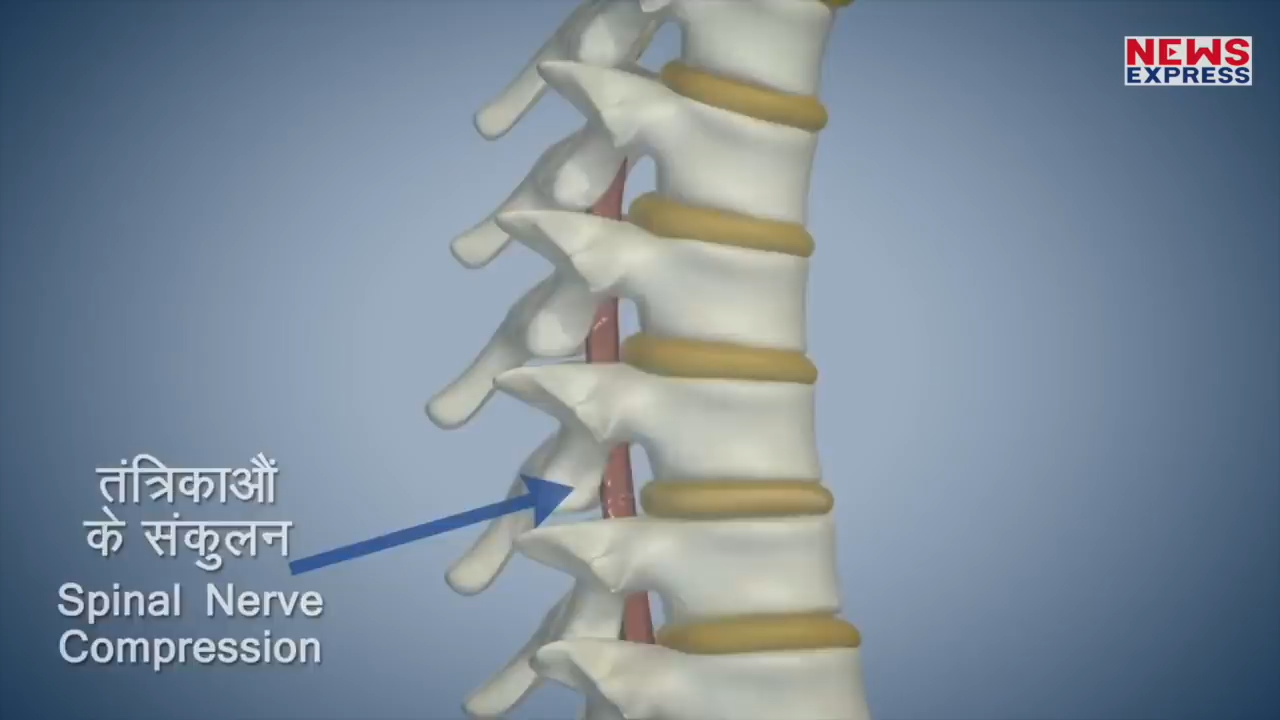 NEWS
EXPRESS
तंत्रिकाओं
के संकुलन
Spinal Nerve
Compression